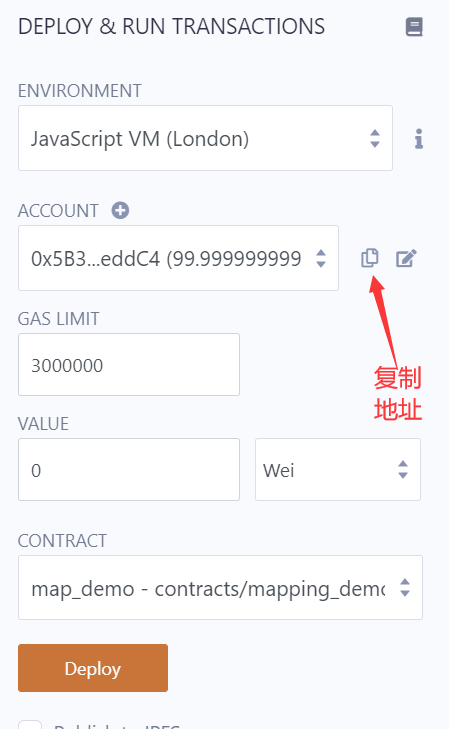 DEPLOY & RUN TRANSACTIONS
ENVIRONMENT
JavaScript VM (London)
ACCOUNT
0x5B3...eddC4 (99.999999999
GAS LIMIT
3000000
复制
地址
VALUE
0
Wei
CONTRACT
map_demo - contracts/mapping_demo
Deploy